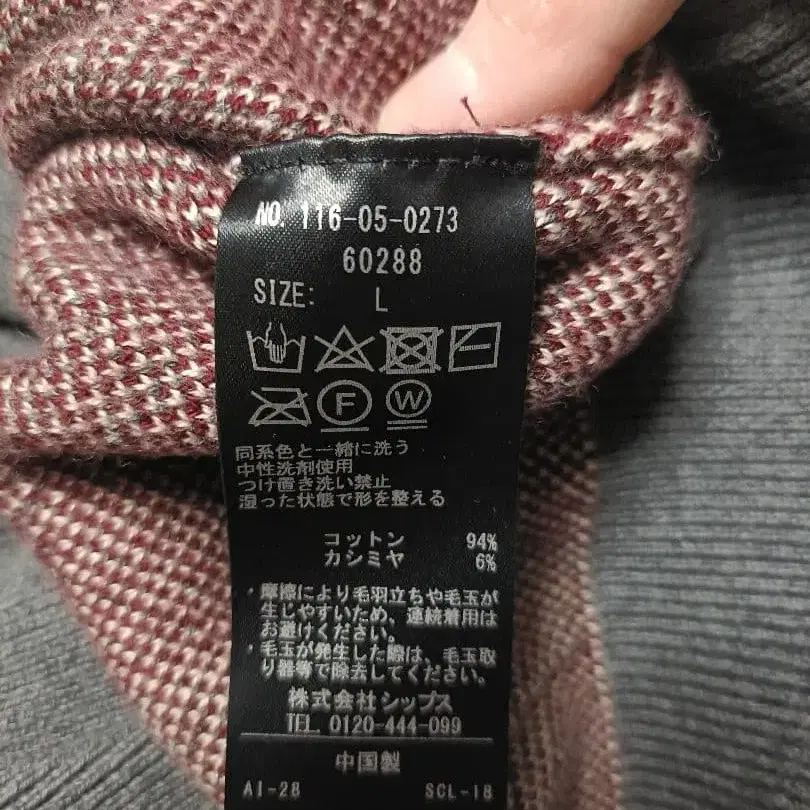 NO. 116-05-0273
60288
SIZE: L
F W
同系色と一緒に洗う
中性洗剤使用
つけ置き洗い禁止
湿った状態で形を整える
コットン 94%
カシミヤ 6%
・摩擦により毛羽立ちや毛玉が
生じやすいため、連続着用は
お避けください。
・毛玉が発生した際は、毛玉取
り器等で除去してください。
株式会社シップス
TEL. 0120-444-099
中国製
AI-28 SCL-18